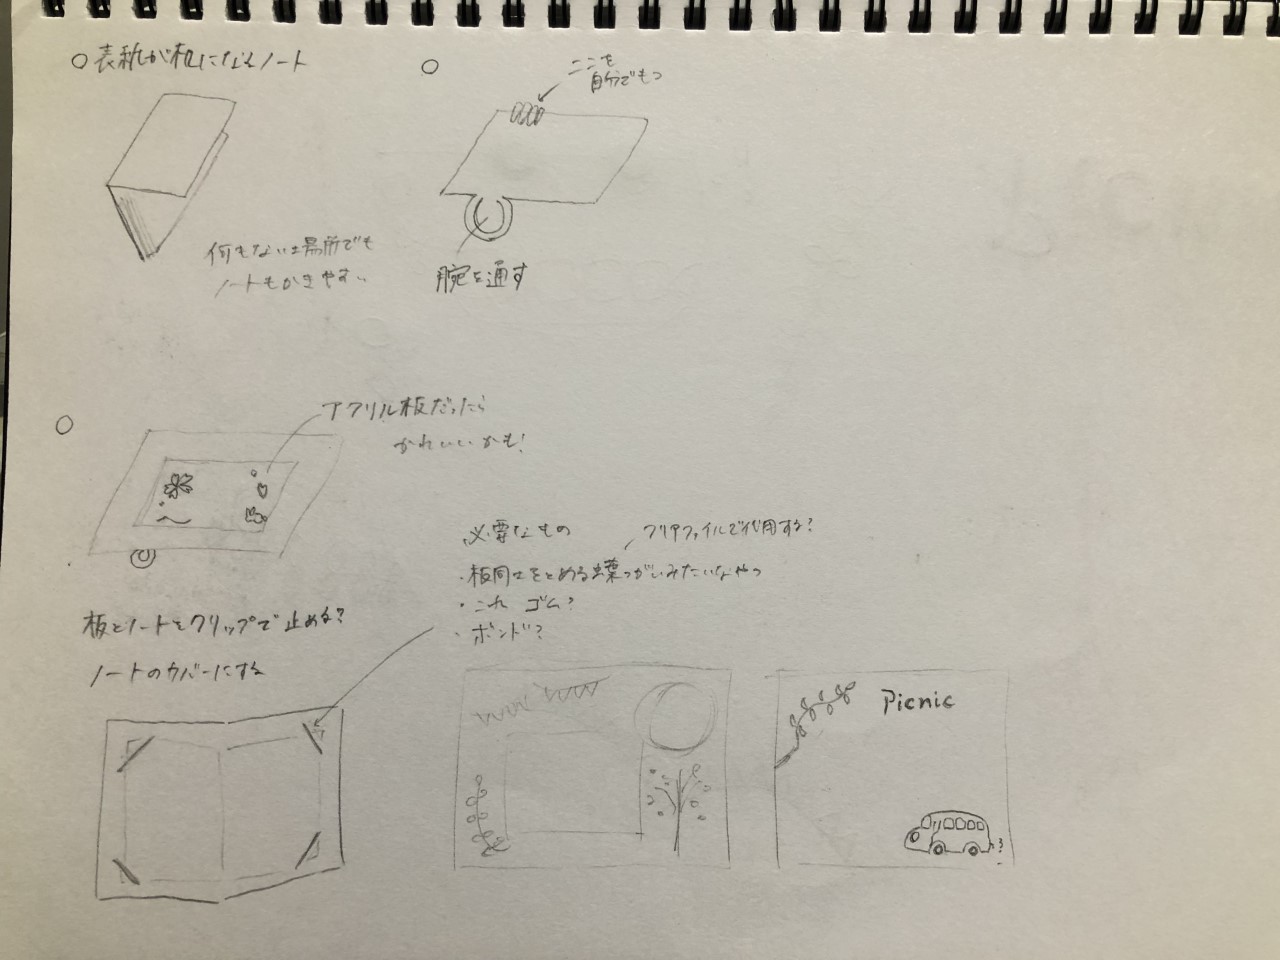 ○表紙が机になるノート
○
ここを
自分でもつ
何もない場所でも
ノートもかきやすい
腕を通す
○
アクリル板だったら
かわいいかも!
必要なもの
クリアファイルで代用する?
・板同士をとめる蝶つがいみたいなやつ
・これ ゴム?
・ボンド?
板とノートをクリップで止める?
ノートのカバーにする
Picnic